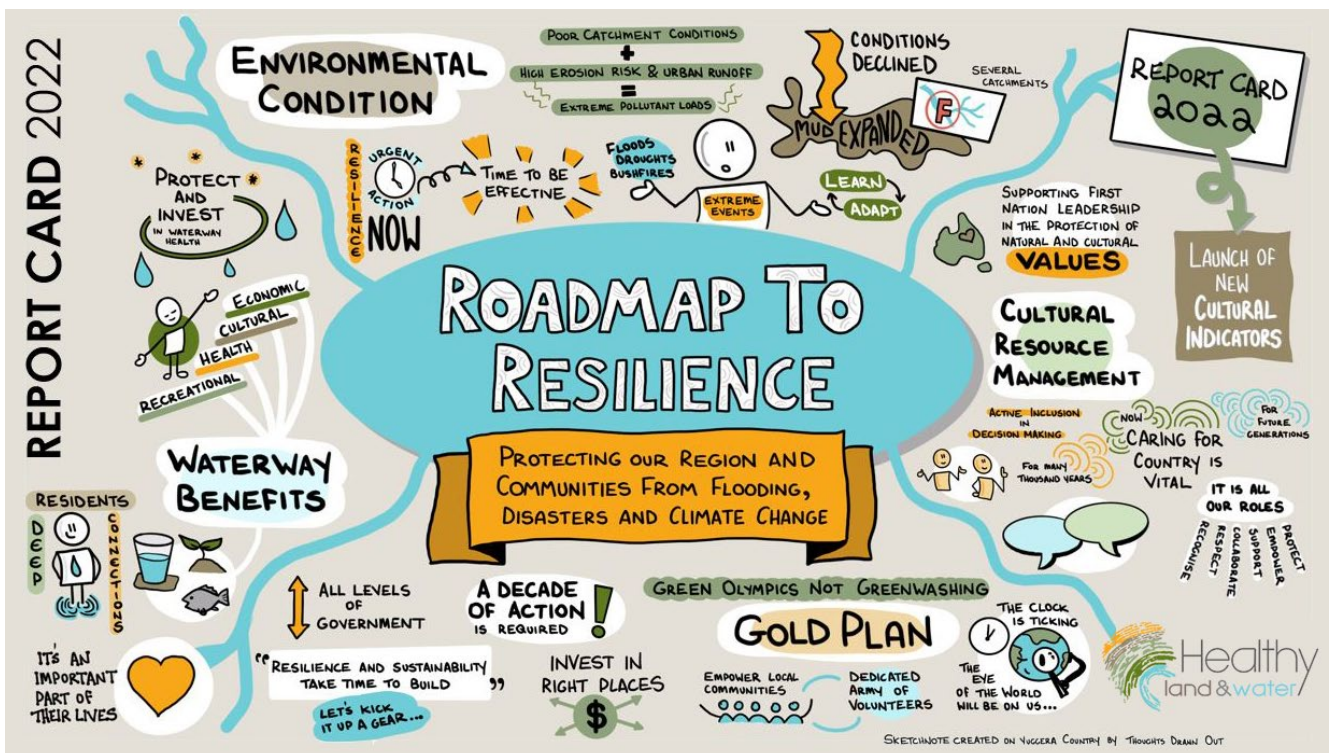 REPORT CARD 2022
ENVIRONMENTAL
CONDITION
POOR CATCHMENT CONDITIONS
+
HIGH EROSION RISK & URBAN RUNOFF
=
EXTREME POLLUTANT LOADS
CONDITIONS
DECLINED
MUD EXPANDED
SEVERAL
CATCHMENTS
F
REPORT CARD
2022
LAUNCH OF
NEW
CULTURAL
INDICATORS
RESILIENCE
URGENT
ACTION
NOW
TIME TO BE
EFFECTIVE
FLOODS
DROUGHTS
BUSHFIRES
EXTREME
EVENTS
LEARN
ADAPT
PROTECT
AND
INVEST
IN WATERWAY
HEALTH
SUPPORTING FIRST
NATION LEADERSHIP
IN THE PROTECTION OF
NATURAL AND CULTURAL
VALUES
ROADMAP TO
RESILIENCE
PROTECTING OUR REGION AND
COMMUNITIES FROM FLOODING,
DISASTERS AND CLIMATE CHANGE
ECONOMIC
CULTURAL
HEALTH
RECREATIONAL
WATERWAY
BENEFITS
RESIDENTS
DEEP
CONNECTIONS
IT'S AN
IMPORTANT
PART OF
THEIR LIVES
CULTURAL
RESOURCE
MANAGEMENT
ACTIVE INCLUSION
IN
DECISION MAKING
FOR MANY
THOUSAND YEARS
NOW
FOR
FUTURE
GENERATIONS
CARING FOR
COUNTRY IS
VITAL
IT IS ALL
OUR ROLES
RECOGNISE
RESPECT
COLLABORATE
SUPPORT
EMPOWER
PROTECT
ALL LEVELS
OF
GOVERNMENT
A DECADE
OF ACTION
IS REQUIRED!
"RESILIENCE AND SUSTAINABILITY
TAKE TIME TO BUILD"
LET'S KICK
IT UP A GEAR...
INVEST IN
RIGHT PLACES
$
GREEN OLYMPICS NOT GREENWASHING
GOLD PLAN
EMPOWER LOCAL
COMMUNITIES
DEDICATED
ARMY OF
VOLUNTEERS
THE CLOCK
IS TICKING
THE
EYE
OF THE WORLD
WILL BE ON US...
Healthy
land & water
SKETCHNOTE CREATED ON YUGGERA COUNTRY BY THOUGHTS DRAWN OUT